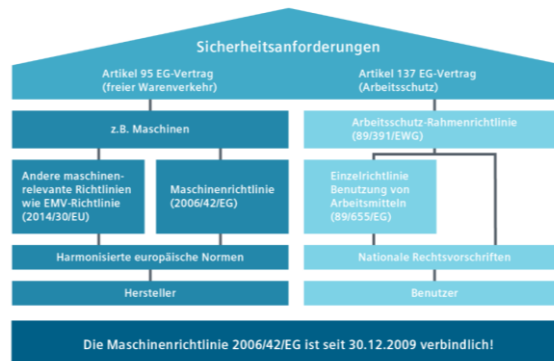 Sicherheitsanforderungen
Artikel 95 EG-Vertrag
(freier Warenverkehr)
Artikel 137 EG-Vertrag
(Arbeitsschutz)
z.B. Maschinen
Arbeitsschutz-Rahmenrichtlinie
(89/391/EWG)
Andere maschinen-
relevante Richtlinien
wie EMV-Richtlinie
(2014/30/EU)
Maschinenrichtlinie
(2006/42/EG)
Einzelrichtlinie
Benutzung von
Arbeitsmitteln
(89/655/EG)
Harmonisierte europäische Normen
Nationale Rechtsvorschriften
Hersteller
Benutzer
Die Maschinenrichtlinie 2006/42/EG ist seit 30.12.2009 verbindlich!